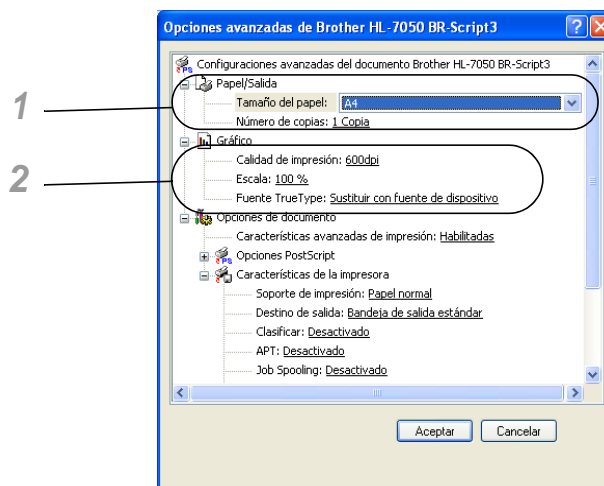 Opciones avanzadas de Brother HL-7050 BR-Script3
Configuraciones avanzadas del documento Brother HL-7050 BR-Script3
Papel/Salida
1
Tamaño del papel: A4
Número de copias: 1 Copia
Gráfico
2
Calidad de impresión: 600dpi
Escala: 100 %
Fuente TrueType: Sustituir con fuente de dispositivo
Opciones de documento
Características avanzadas de impresión: Habilitadas
Opciones PostScript
Características de la impresora
Soporte de impresión: Papel normal
Destino de salida: Bandeja de salida estándar
Clasificar: Desactivado
APT: Desactivado
Job Spooling: Desactivado
Aceptar Cancelar